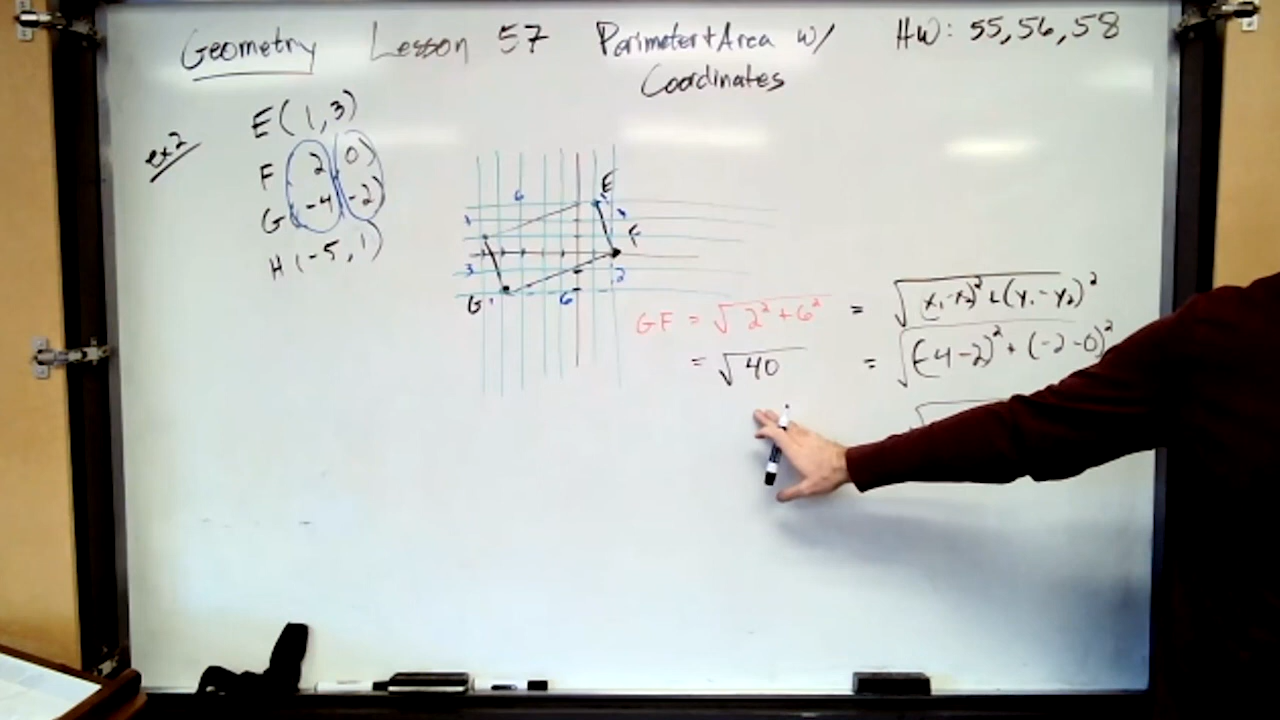 Geometry Lesson 57 Perimeter + Area w/ HW: 55, 56, 58
Coordinates
ex2
E(1, 3)
F(2, 0)
G(-4, -2)
H(-5, 1)
6
E
F
3
2
G
6
GF = √2² + 6² = √(x₁-x₂)² + (y₁-y₂)²
= √40 = √(-4-2)² + (-2-0)²